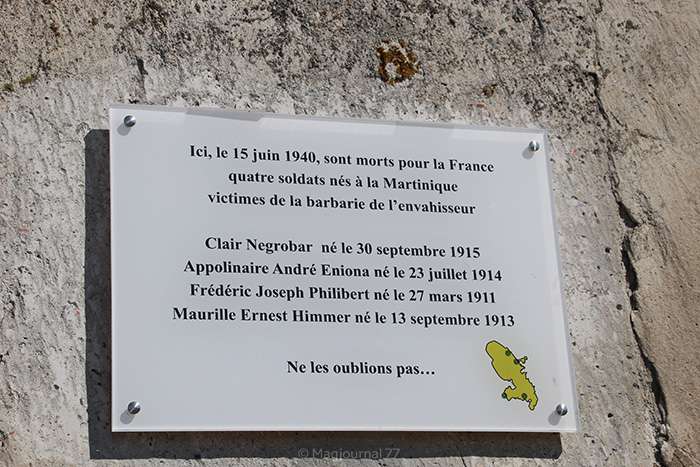 Ici, le 15 juin 1940, sont morts pour la France
quatre soldats nés à la Martinique
victimes de la barbarie de l'envahisseur
Clair Negrobar né le 30 septembre 1915
Appolinaire André Eniona né le 23 juillet 1914
Frédéric Joseph Philibert né le 27 mars 1911
Maurille Ernest Himmer né le 13 septembre 1913
Ne les oublions pas…
© Magjournal 77